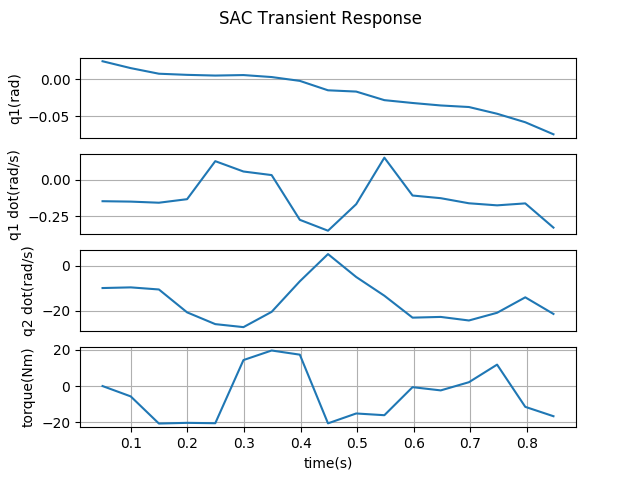 SAC Transient Response
q1(rad)
0.00
−0.05
q1 dot(rad/s)
0.00
−0.25
q2 dot(rad/s)
0
−20
torque(Nm)
20
0
−20
0.1 0.2 0.3 0.4 0.5 0.6 0.7 0.8
time(s)